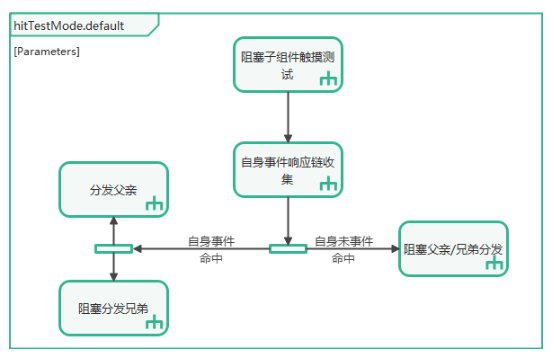 hitTestMode.default
[Parameters]
阻塞子组件触摸测
试
自身事件响应链收
集
分发父亲
自身事件
命中
自身未事件
命中
阻塞父亲/兄弟分发
阻塞分发兄弟